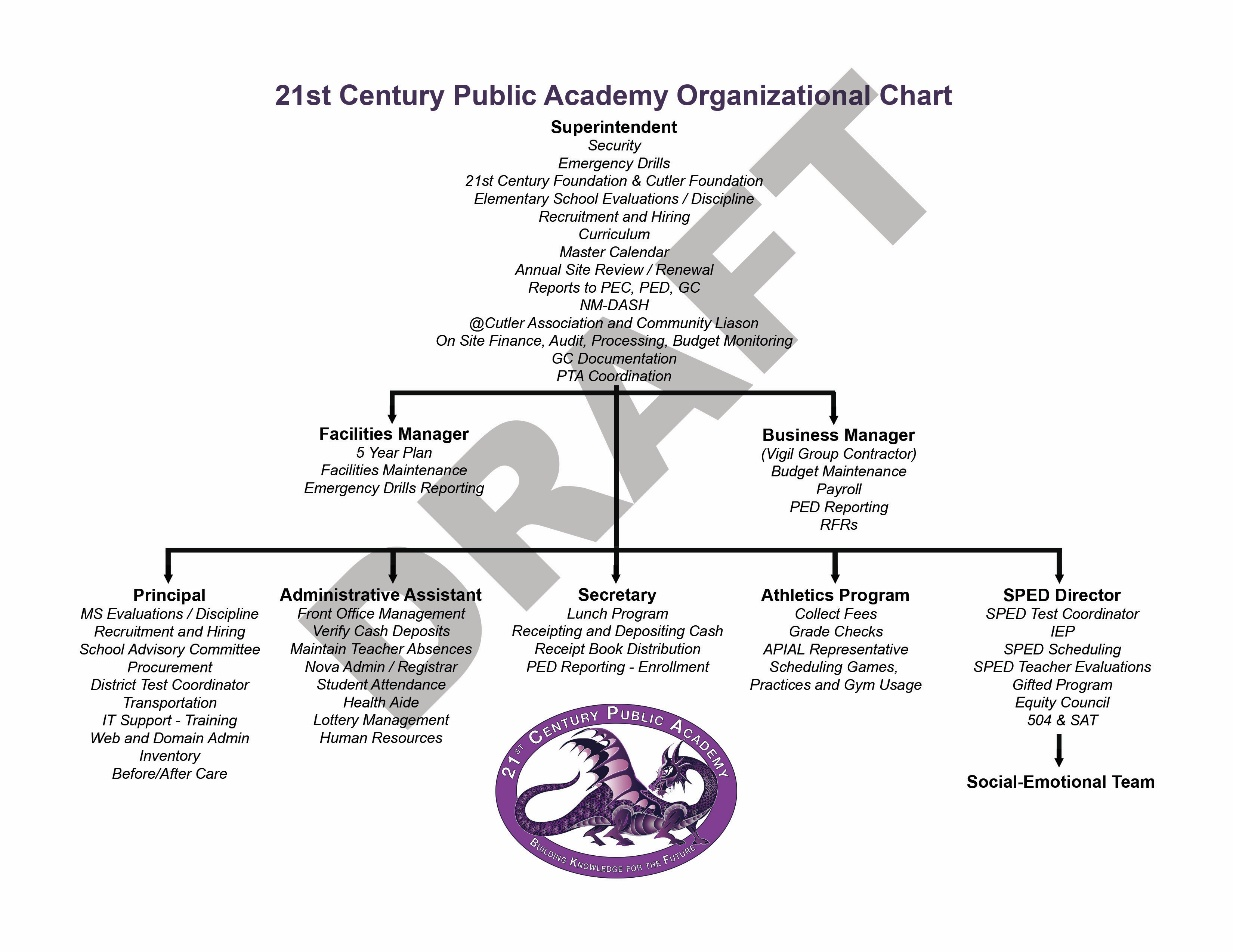 21st Century Public Academy Organizational Chart
Superintendent
Security
Emergency Drills
21st Century Foundation & Cutler Foundation
Elementary School Evaluations / Discipline
Recruitment and Hiring
Curriculum
Master Calendar
Annual Site Review / Renewal
Reports to PEC, PED, GC
NM-DASH
@Cutler Association and Community Liason
On Site Finance, Audit, Processing, Budget Monitoring
GC Documentation
PTA Coordination
DRAFT
Facilities Manager
5 Year Plan
Facilities Maintenance
Emergency Drills Reporting
Business Manager
(Vigil Group Contractor)
Budget Maintenance
Payroll
PED Reporting
RFRs
Principal
MS Evaluations / Discipline
Recruitment and Hiring
School Advisory Committee
Procurement
District Test Coordinator
Transportation
IT Support - Training
Web and Domain Admin
Inventory
Before/After Care
Administrative Assistant
Front Office Management
Verify Cash Deposits
Maintain Teacher Absences
Nova Admin / Registrar
Student Attendance
Health Aide
Lottery Management
Human Resources
Secretary
Lunch Program
Receipting and Depositing Cash
Receipt Book Distribution
PED Reporting - Enrollment
Athletics Program
Collect Fees
Grade Checks
APIAL Representative
Scheduling Games,
Practices and Gym Usage
SPED Director
SPED Test Coordinator
IEP
SPED Scheduling
SPED Teacher Evaluations
Gifted Program
Equity Council
504 & SAT
Social-Emotional Team
21st Century Public Academy
Building Knowledge for the Future